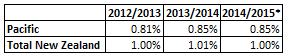 2012/2013 2013/2014 2014/2015*
Pacific 0.81% 0.85% 0.85%
Total New Zealand 1.00% 1.01% 1.00%